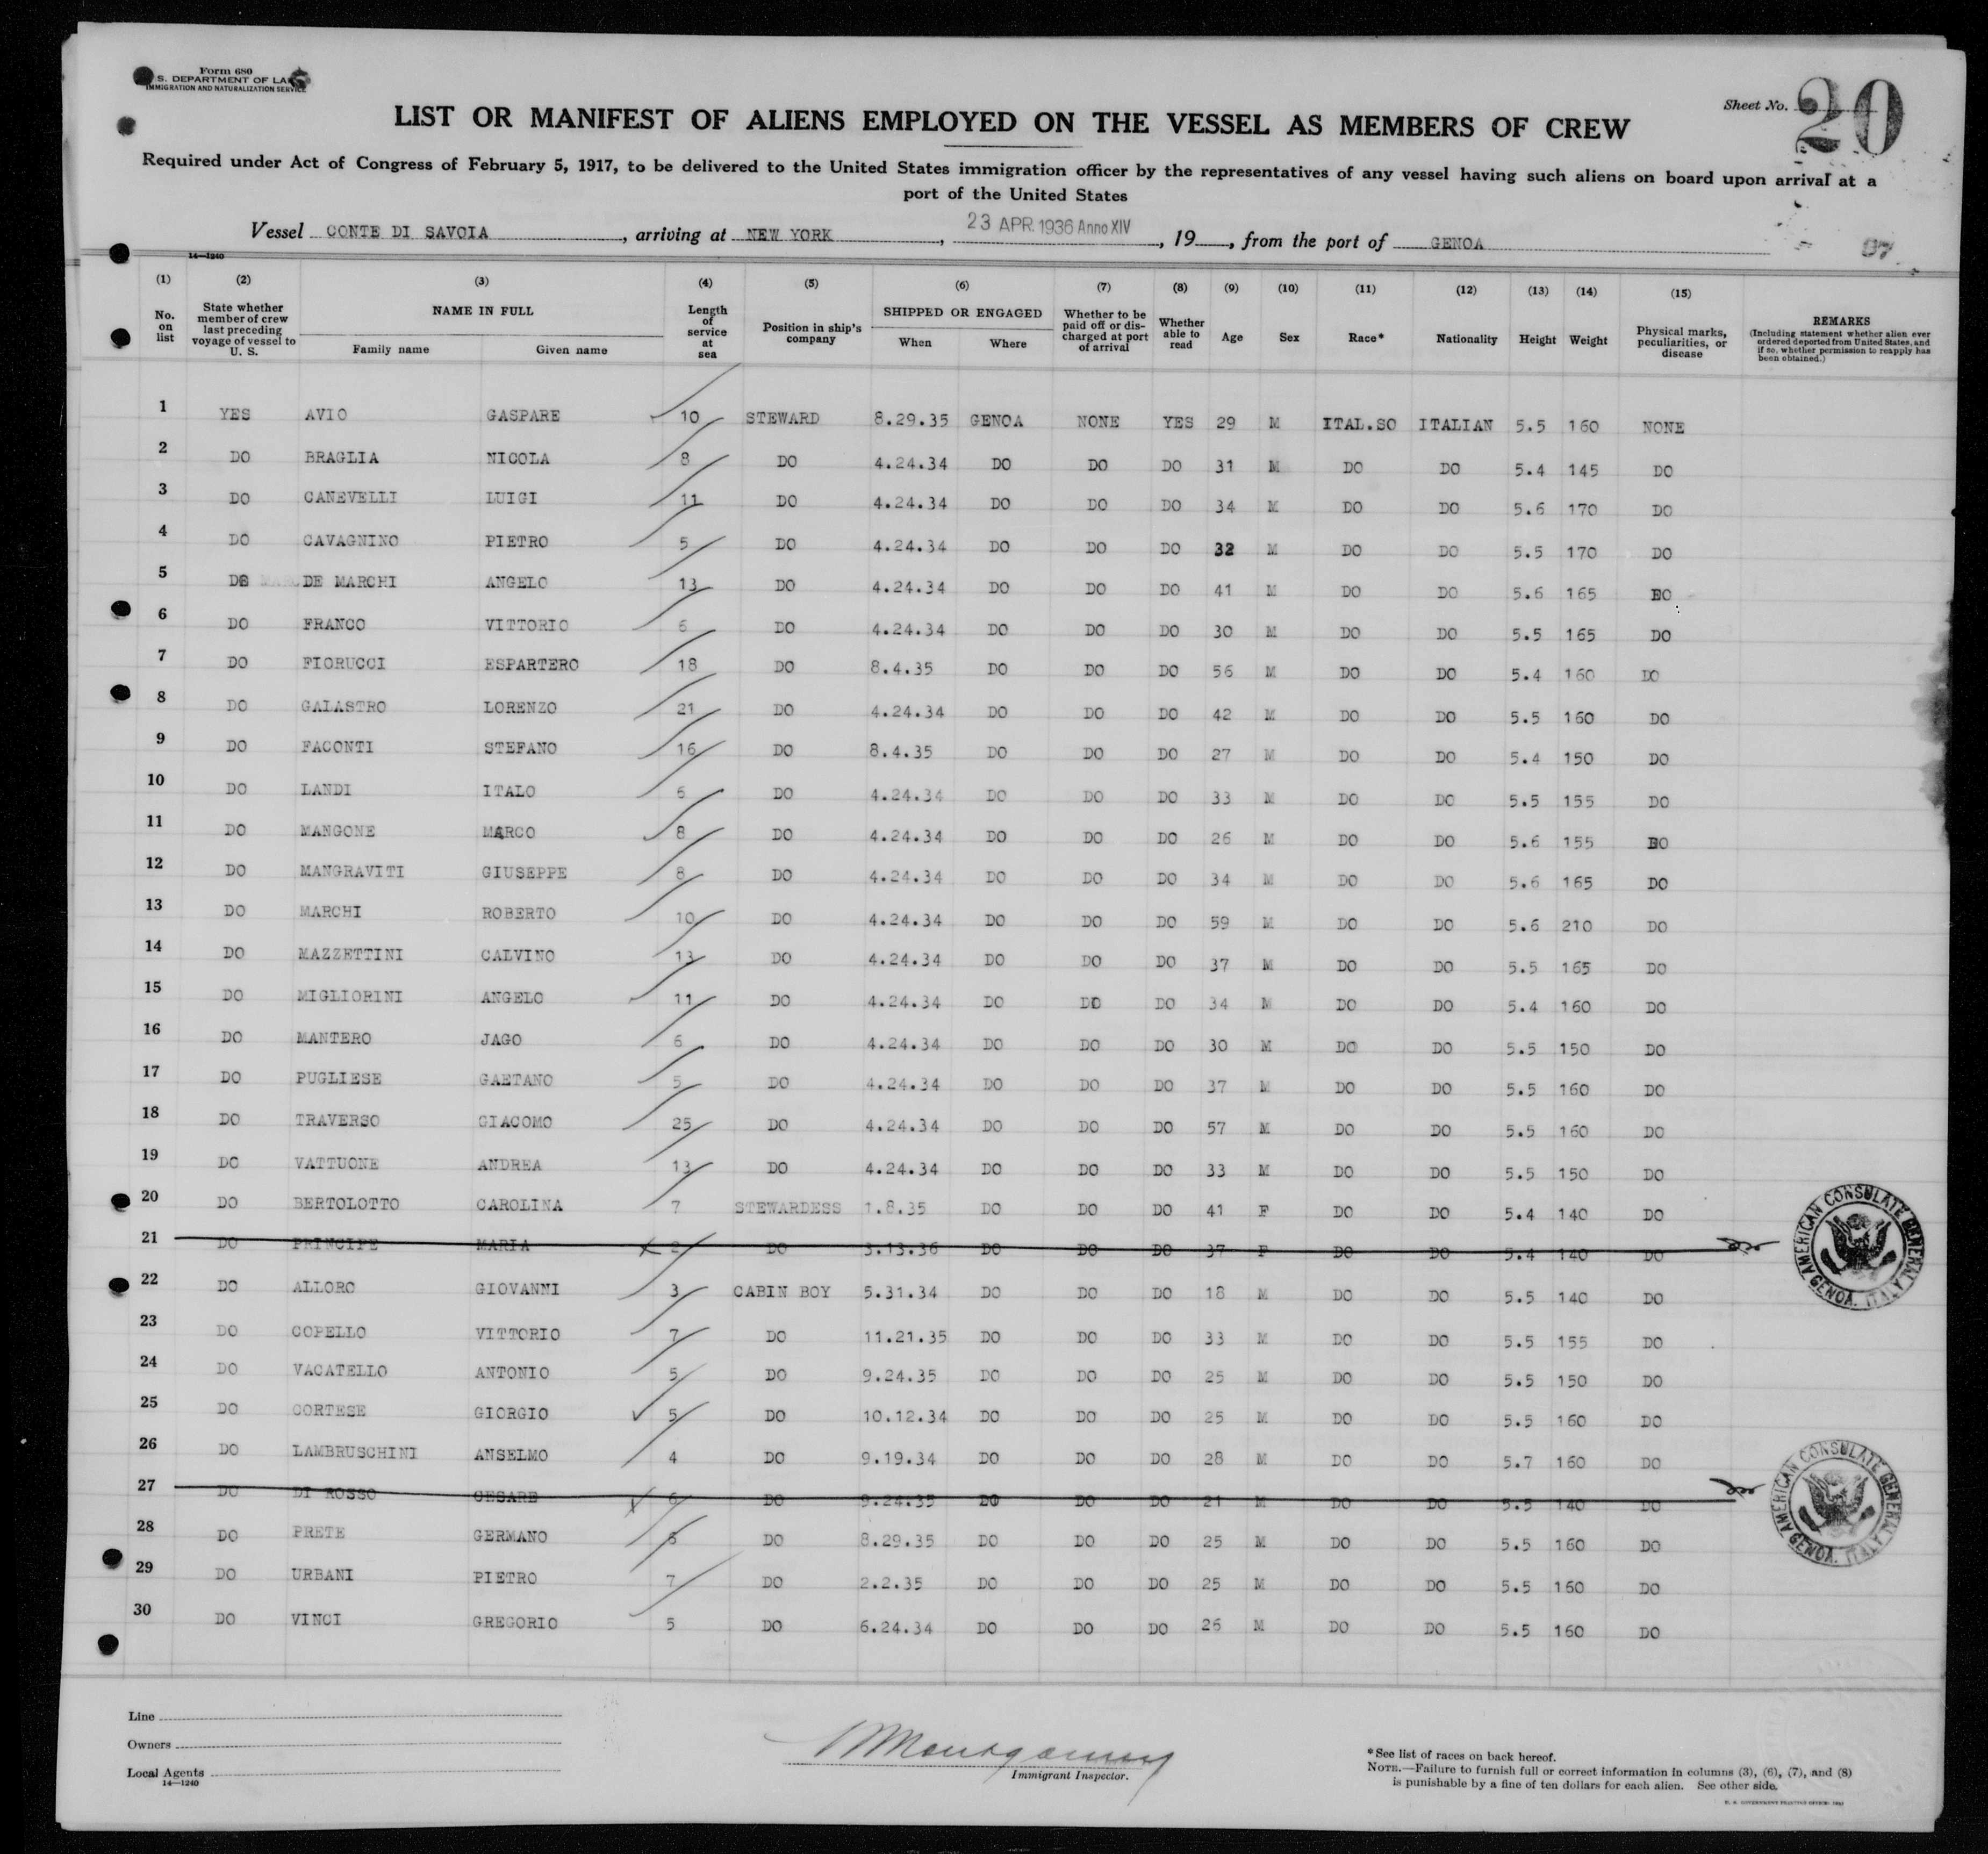 Form 680
U. S. DEPARTMENT OF LABOR
IMMIGRATION AND NATURALIZATION SERVICE
Sheet No. 20
LIST OR MANIFEST OF ALIENS EMPLOYED ON THE VESSEL AS MEMBERS OF CREW
Required under Act of Congress of February 5, 1917, to be delivered to the United States immigration officer by the representatives of any vessel having such aliens on board upon arrival at a
port of the United States
Vessel CONTE DI SAVOIA, arriving at NEW YORK, 23 APR. 1936 Anno XIV, 19, from the port of GENOA
14—1240
(1) (2) (3) (4) (5) (6) (7) (8) (9) (10) (11) (12) (13) (14) (15)
No. on list | State whether member of crew last preceding voyage of vessel to U. S. | NAME IN FULL Family name Given name | Length of service at sea | Position in ship's company | SHIPPED OR ENGAGED When Where | Whether to be paid off or discharged at port of arrival | Whether able to read | Age | Sex | Race* | Nationality | Height | Weight | Physical marks, peculiarities, or disease | REMARKS (Including statement whether alien ever ordered deported from United States, and if so, whether permission to reapply has been obtained.)
1 YES AVIO GASPARE 10 STEWARD 8.29.35 GENOA NONE YES 29 M ITAL.SO ITALIAN 5.5 160 NONE
2 DO BRAGLIA NICOLA 8 DO 4.24.34 DO DO DO 31 M DO DO 5.4 145 DO
3 DO CANEVELLI LUIGI 11 DO 4.24.34 DO DO DO 34 M DO DO 5.6 170 DO
4 DO CAVAGNINO PIETRO 5 DO 4.24.34 DO DO DO 32 M DO DO 5.5 170 DO
5 DO DE MARCHI ANGELO 13 DO 4.24.34 DO DO DO 41 M DO DO 5.6 165 DO
6 DO FRANCO VITTORIO 6 DO 4.24.34 DO DO DO 30 M DO DO 5.5 165 DO
7 DO FIORUCCI ESPARTERO 18 DO 8.4.35 DO DO DO 56 M DO DO 5.4 160 DO
8 DO GALASTRO LORENZO 21 DO 4.24.34 DO DO DO 42 M DO DO 5.5 160 DO
9 DO FACONTI STEFANO 16 DO 8.4.35 DO DO DO 27 M DO DO 5.4 150 DO
10 DO LANDI ITALO 6 DO 4.24.34 DO DO DO 33 M DO DO 5.5 155 DO
11 DO MANGONE MARCO 8 DO 4.24.34 DO DO DO 26 M DO DO 5.6 155 DO
12 DO MANGRAVITI GIUSEPPE 8 DO 4.24.34 DO DO DO 34 M DO DO 5.6 165 DO
13 DO MARCHI ROBERTO 10 DO 4.24.34 DO DO DO 59 M DO DO 5.6 210 DO
14 DO MAZZETTINI CALVINO 13 DO 4.24.34 DO DO DO 37 M DO DO 5.5 165 DO
15 DO MIGLIORINI ANGELO 11 DO 4.24.34 DO DO DO 34 M DO DO 5.4 160 DO
16 DO MANTERO JAGO 6 DO 4.24.34 DO DO DO 30 M DO DO 5.5 150 DO
17 DO PUGLIESE GAETANO 5 DO 4.24.34 DO DO DO 37 M DO DO 5.5 160 DO
18 DO TRAVERSO GIACOMO 25 DO 4.24.34 DO DO DO 57 M DO DO 5.5 160 DO
19 DO VATTUONE ANDREA 13 DO 4.24.34 DO DO DO 33 M DO DO 5.5 150 DO
20 DO BERTOLOTTO CAROLINA 7 STEWARDESS 1.8.35 DO DO DO 41 F DO DO 5.4 140 DO
21 DO PRINCIPE MARIA 2 DO 3.13.36 DO DO DO 37 F DO DO 5.4 140 DO
AMERICAN CONSULATE GENERAL GENOA, ITALY
22 DO ALLORO GIOVANNI 3 CABIN BOY 5.31.34 DO DO DO 18 M DO DO 5.5 140 DO
23 DO COPELLO VITTORIO 7 DO 11.21.35 DO DO DO 33 M DO DO 5.5 155 DO
24 DO VACATELLO ANTONIO 5 DO 9.24.35 DO DO DO 25 M DO DO 5.5 150 DO
25 DO CORTESE GIORGIO 5 DO 10.12.34 DO DO DO 25 M DO DO 5.5 160 DO
26 DO LAMBRUSCHINI ANSELMO 4 DO 9.19.34 DO DO DO 28 M DO DO 5.7 160 DO
27 DO DI ROSSO CESARE 6 DO 9.24.35 DO DO DO 21 M DO DO 5.5 140 DO
AMERICAN CONSULATE GENERAL GENOA, ITALY
28 DO PRETE GERMANO DO 8.29.35 DO DO DO 25 M DO DO 5.5 160 DO
29 DO URBANI PIETRO 7 DO 2.2.35 DO DO DO 25 M DO DO 5.5 160 DO
30 DO VINCI GREGORIO 5 DO 6.24.34 DO DO DO 26 M DO DO 5.5 160 DO
Line
Owners
Local Agents
14—1240
Montgomery
Immigrant Inspector.
*See list of races on back hereof.
NOTE.—Failure to furnish full or correct information in columns (3), (6), (7), and (8)
is punishable by a fine of ten dollars for each alien. See other side.